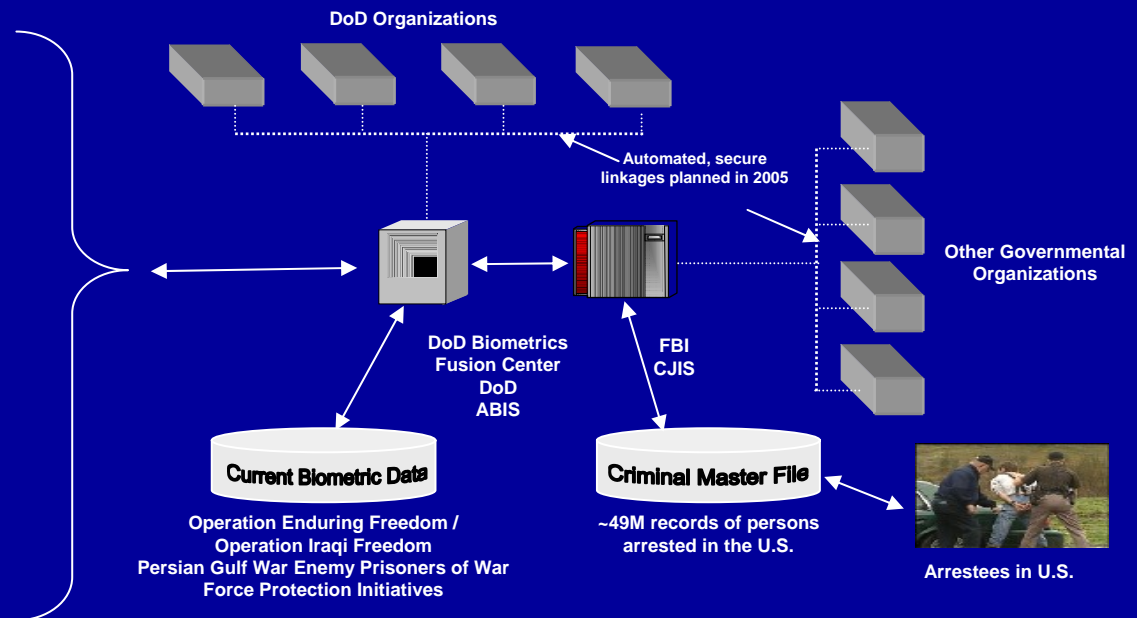 DoD Organizations
Automated, secure
linkages planned in 2005
Other Governmental
Organizations
DoD Biometrics
Fusion Center
DoD
ABIS
FBI
CJIS
Current Biometric Data
Criminal Master File
Operation Enduring Freedom /
Operation Iraqi Freedom
Persian Gulf War Enemy Prisoners of War
Force Protection Initiatives
~49M records of persons
arrested in the U.S.
Arrestees in U.S.